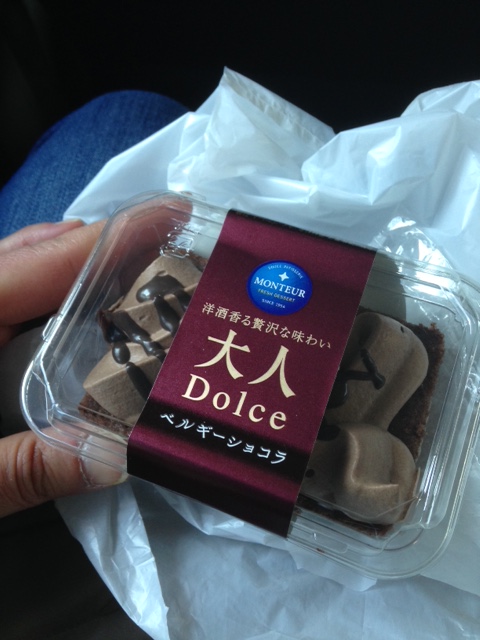 MONTEUR
FRESH DESSERT
SINCE 1954
洋酒香る贅沢な味わい
大人
Dolce
ベルギーショコラ